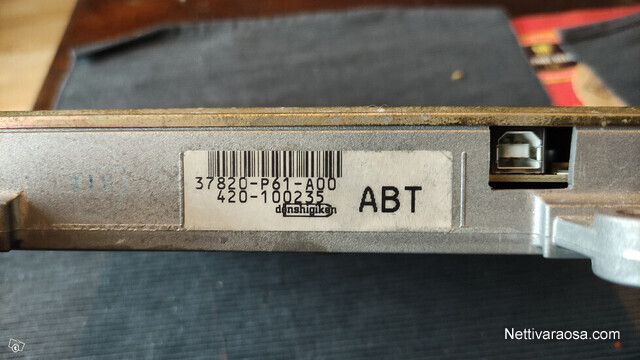 37820-P61-A00
420-100235
denshigiken
ABT
Nettivaraosa.com